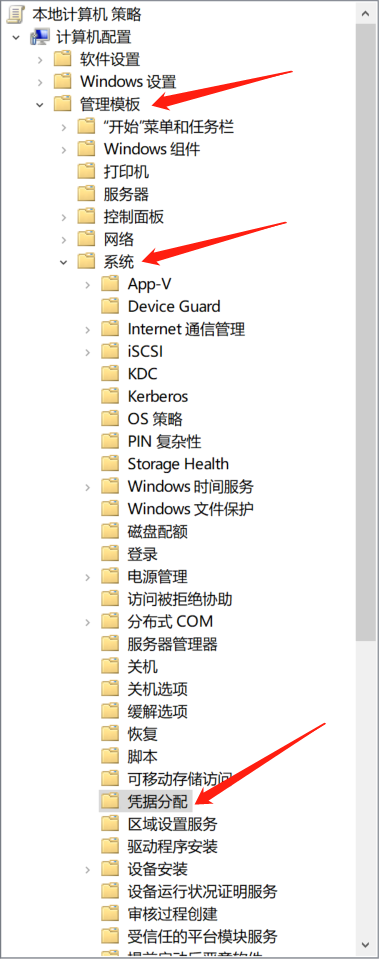 本地计算机 策略
计算机配置
软件设置
Windows 设置
管理模板
“开始”菜单和任务栏
Windows 组件
打印机
服务器
控制面板
网络
系统
App-V
Device Guard
Internet 通信管理
iSCSI
KDC
Kerberos
OS 策略
PIN 复杂性
Storage Health
Windows 时间服务
Windows 文件保护
磁盘配额
登录
电源管理
访问被拒绝协助
分布式 COM
服务器管理器
关机
关机选项
缓解选项
恢复
脚本
可移动存储访问
凭据分配
区域设置服务
驱动程序安装
设备安装
设备运行状况证明服务
审核过程创建
受信任的平台模块服务
提前启动反恶意软件